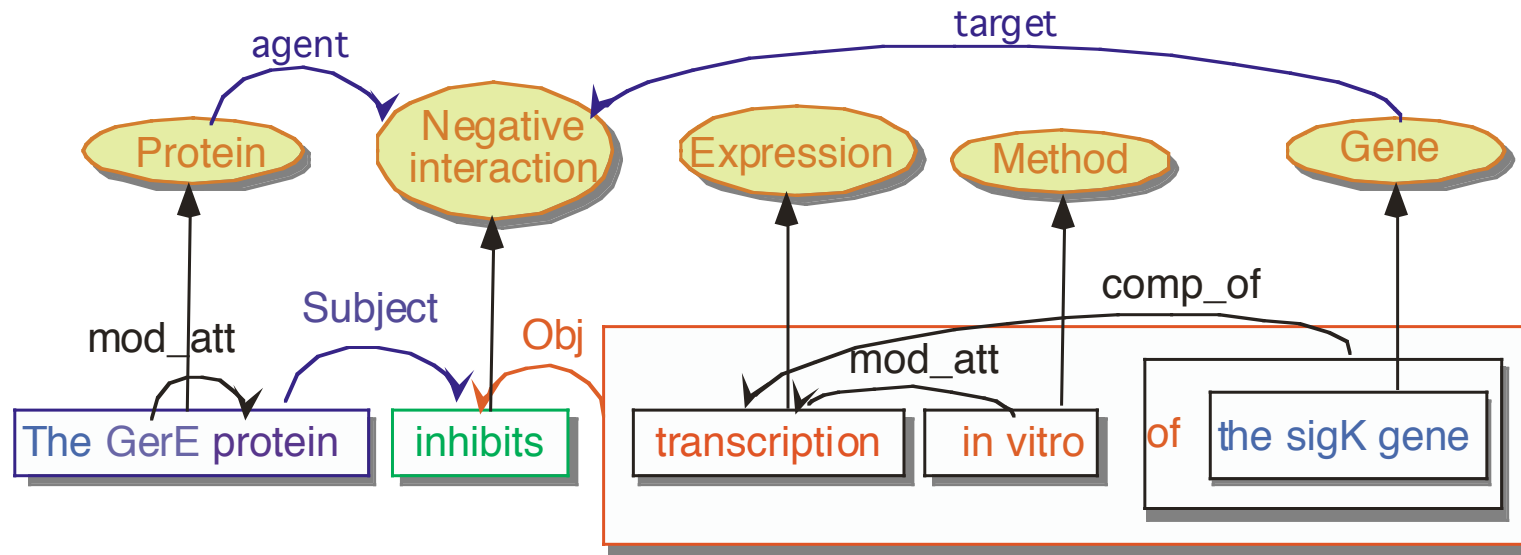 agent
target
Protein
Negative
interaction
Expression
Method
Gene
mod_att
Subject
Obj
mod_att
comp_of
The GerE protein
inhibits
transcription
in vitro
of
the sigK gene